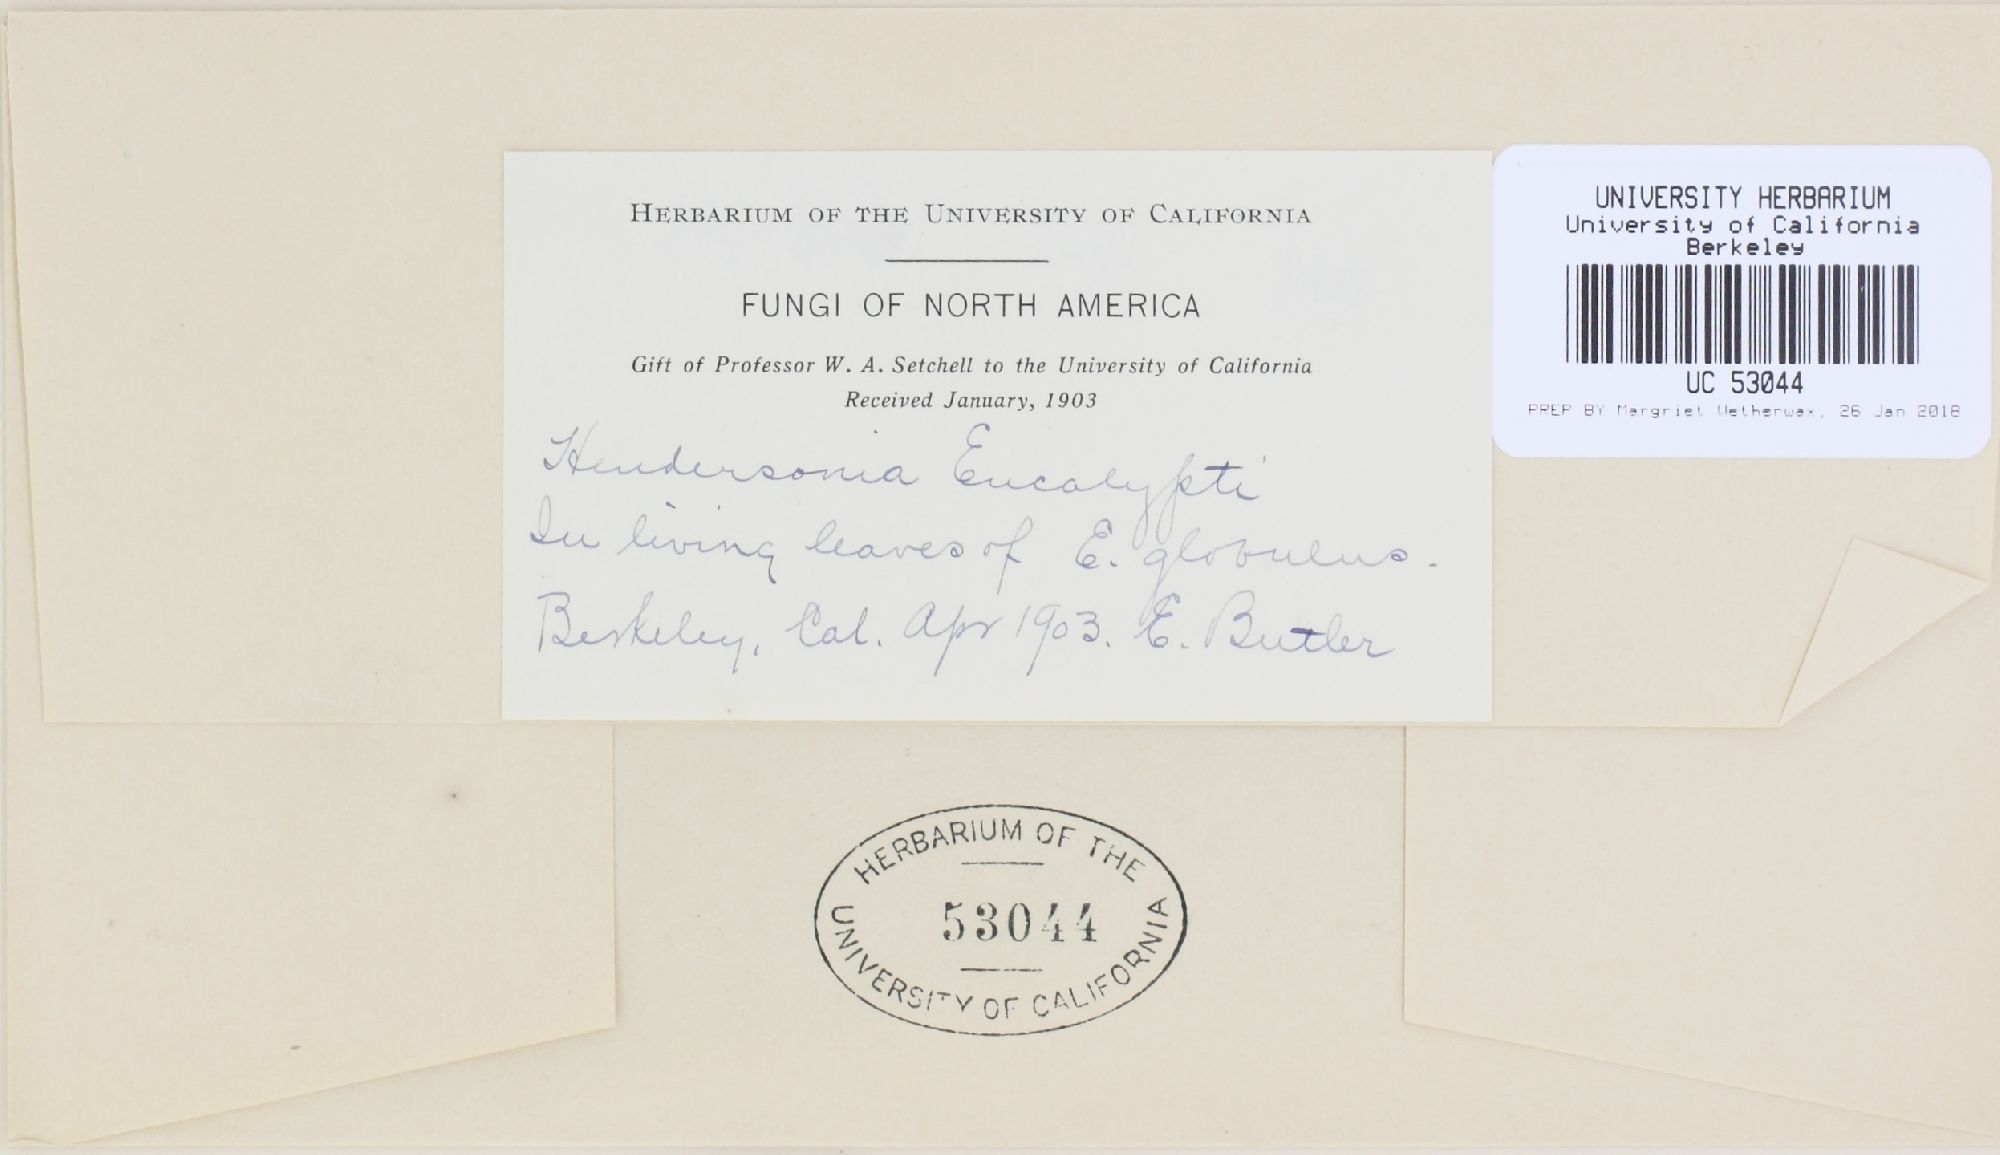 HERBARIUM OF THE UNIVERSITY OF CALIFORNIA
FUNGI OF NORTH AMERICA
Gift of Professor W. A. Setchell to the University of California
Received January, 1903
Hendersonia Eucalypti
In living leaves of E. globulus.
Berkeley, Cal. Apr 1903. E. Butler
UNIVERSITY HERBARIUM
University of California
Berkeley
UC 53044
PREP BY Margriet Wetherwax, 26 Jan 2018
HERBARIUM OF THE
53044
UNIVERSITY OF CALIFORNIA